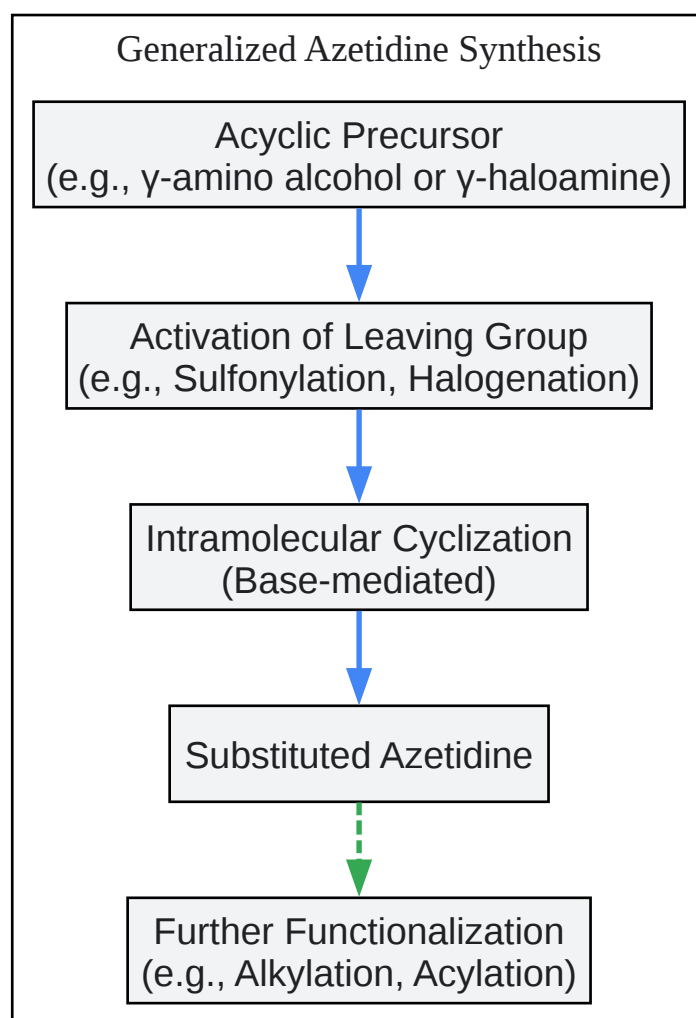 Generalized Azetidine Synthesis
Acyclic Precursor
(e.g., γ-amino alcohol or γ-haloamine)
Activation of Leaving Group
(e.g., Sulfonylation, Halogenation)
Intramolecular Cyclization
(Base-mediated)
Substituted Azetidine
Further Functionalization
(e.g., Alkylation, Acylation)